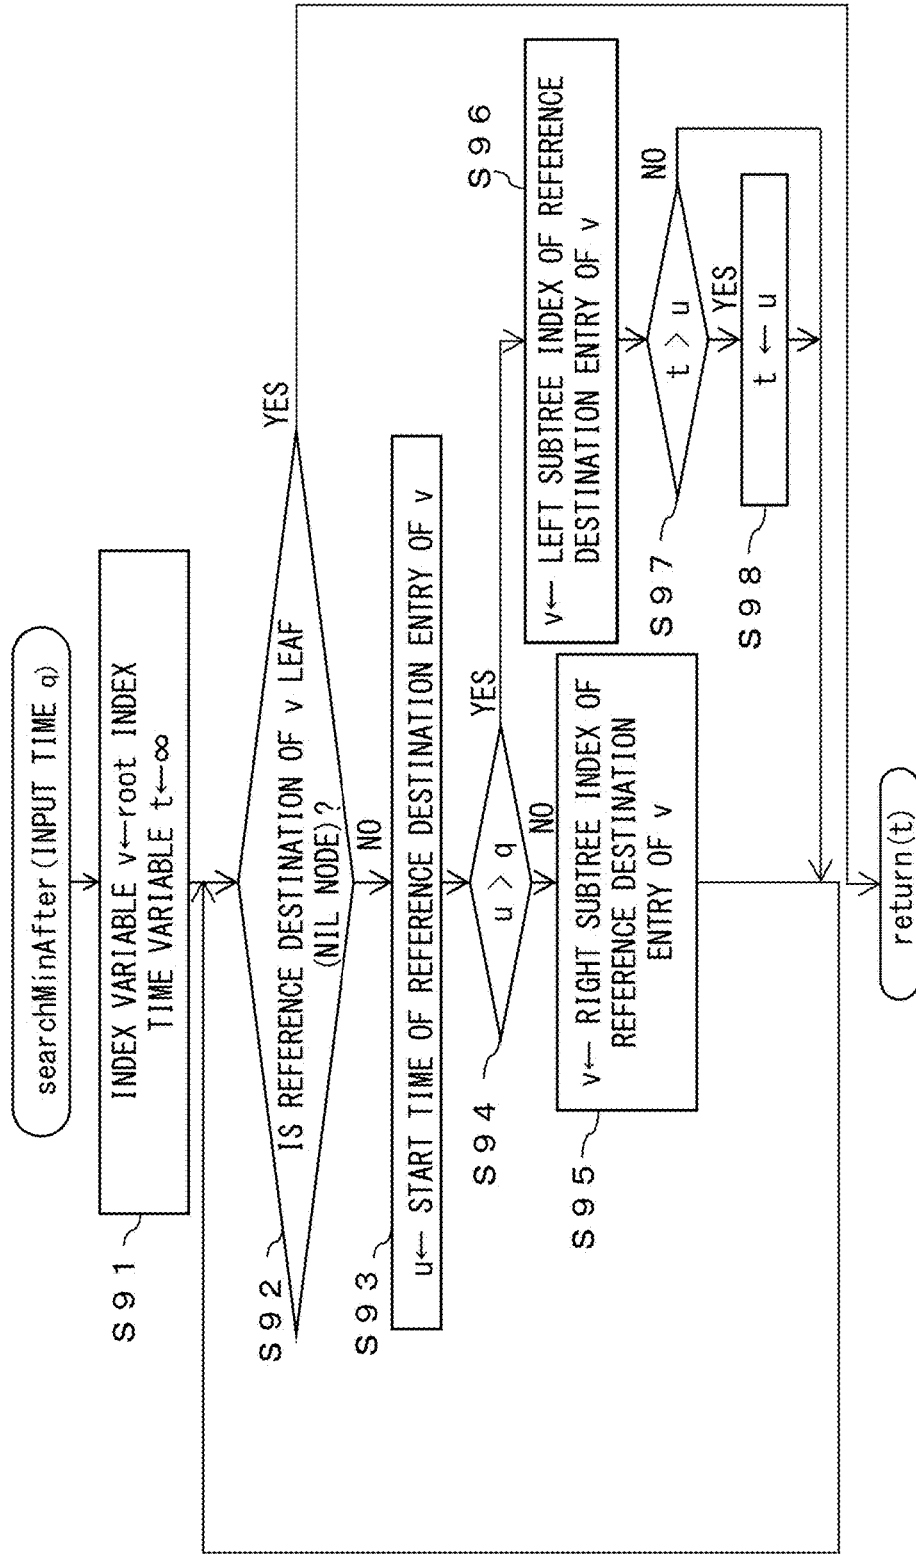 searchMinAfter(INPUT TIME q)
S91
INDEX VARIABLE v←root INDEX
TIME VARIABLE t←∞
S92
IS REFERENCE DESTINATION OF v LEAF
(NIL NODE)?
YES
NO
S93
u← START TIME OF REFERENCE DESTINATION ENTRY OF v
S94
u > q
YES
NO
S95
v← RIGHT SUBTREE INDEX OF
REFERENCE DESTINATION
ENTRY OF v
S96
v← LEFT SUBTREE INDEX OF REFERENCE
DESTINATION ENTRY OF v
S97
t > u
NO
YES
S98
t ← u
return(t)